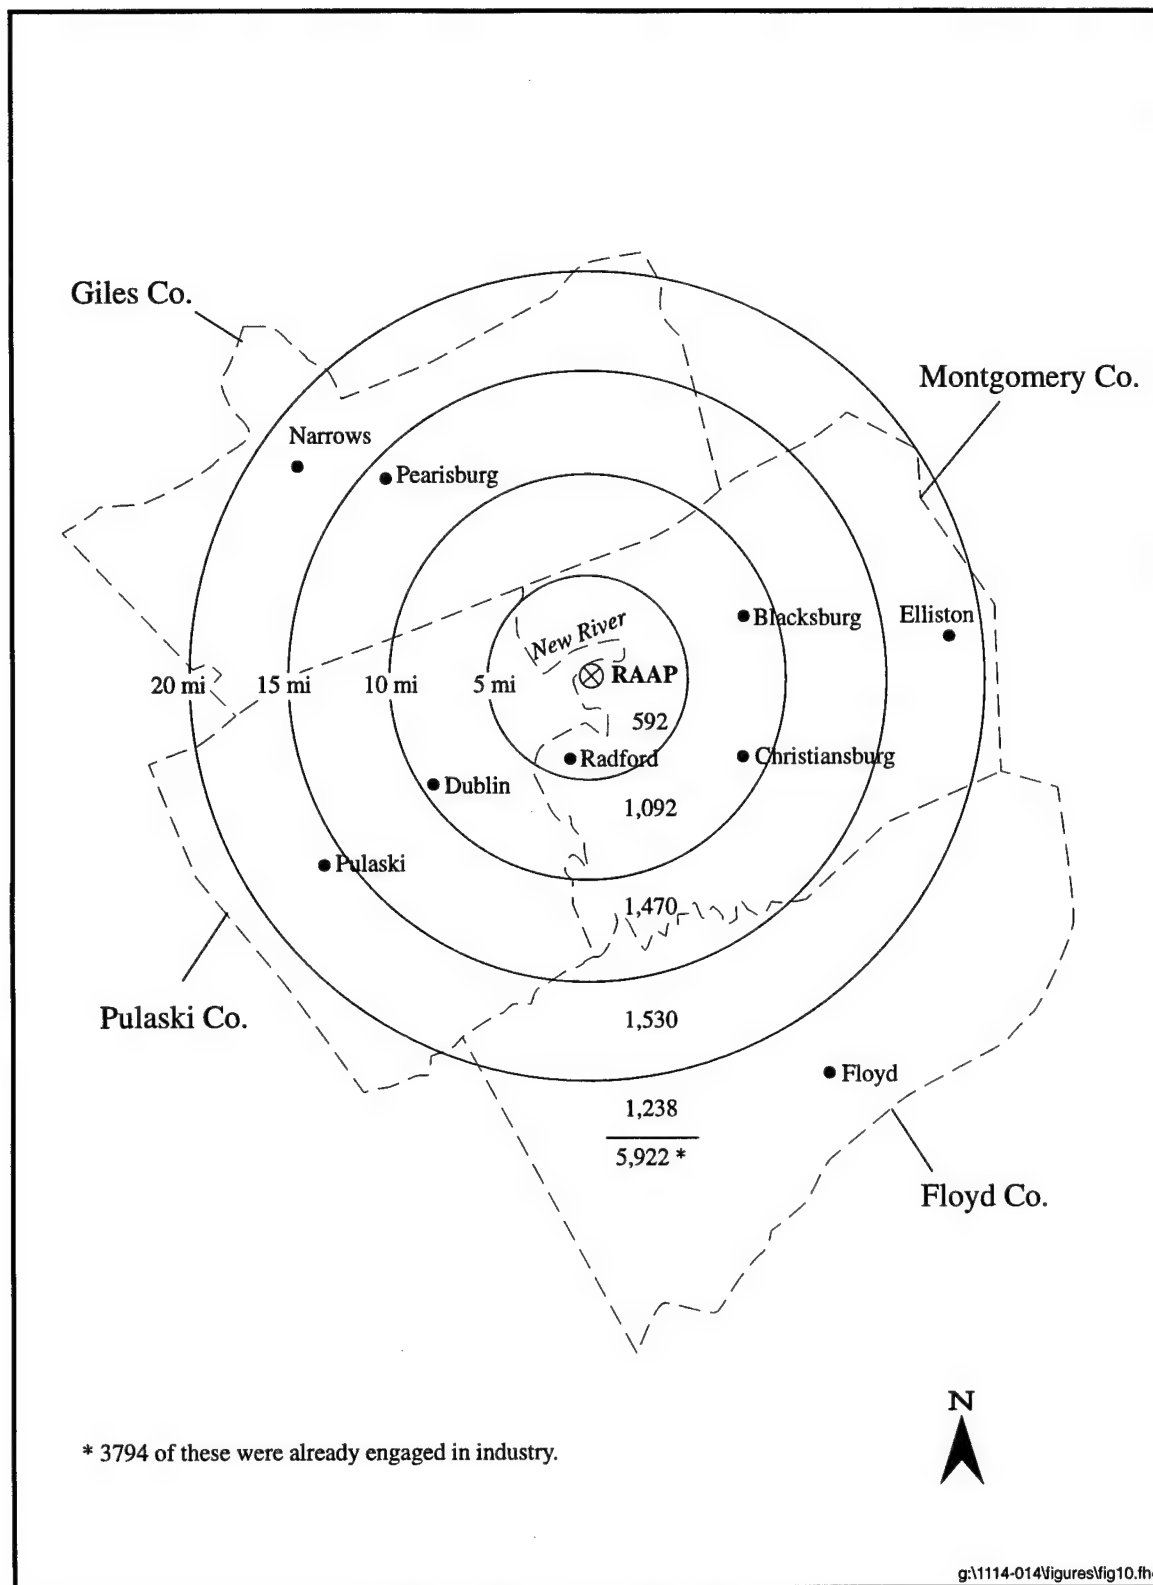 Giles Co.
Montgomery Co.
Narrows
Pearisburg
Blacksburg
Elliston
New River
RAAP
20 mi
15 mi
10 mi
5 mi
592
Radford
Christiansburg
Dublin
1,092
Pulaski
1,470
Pulaski Co.
1,530
Floyd
1,238
5,922 *
Floyd Co.
N
* 3794 of these were already engaged in industry.
g:\1114-014\figures\fig10.fh